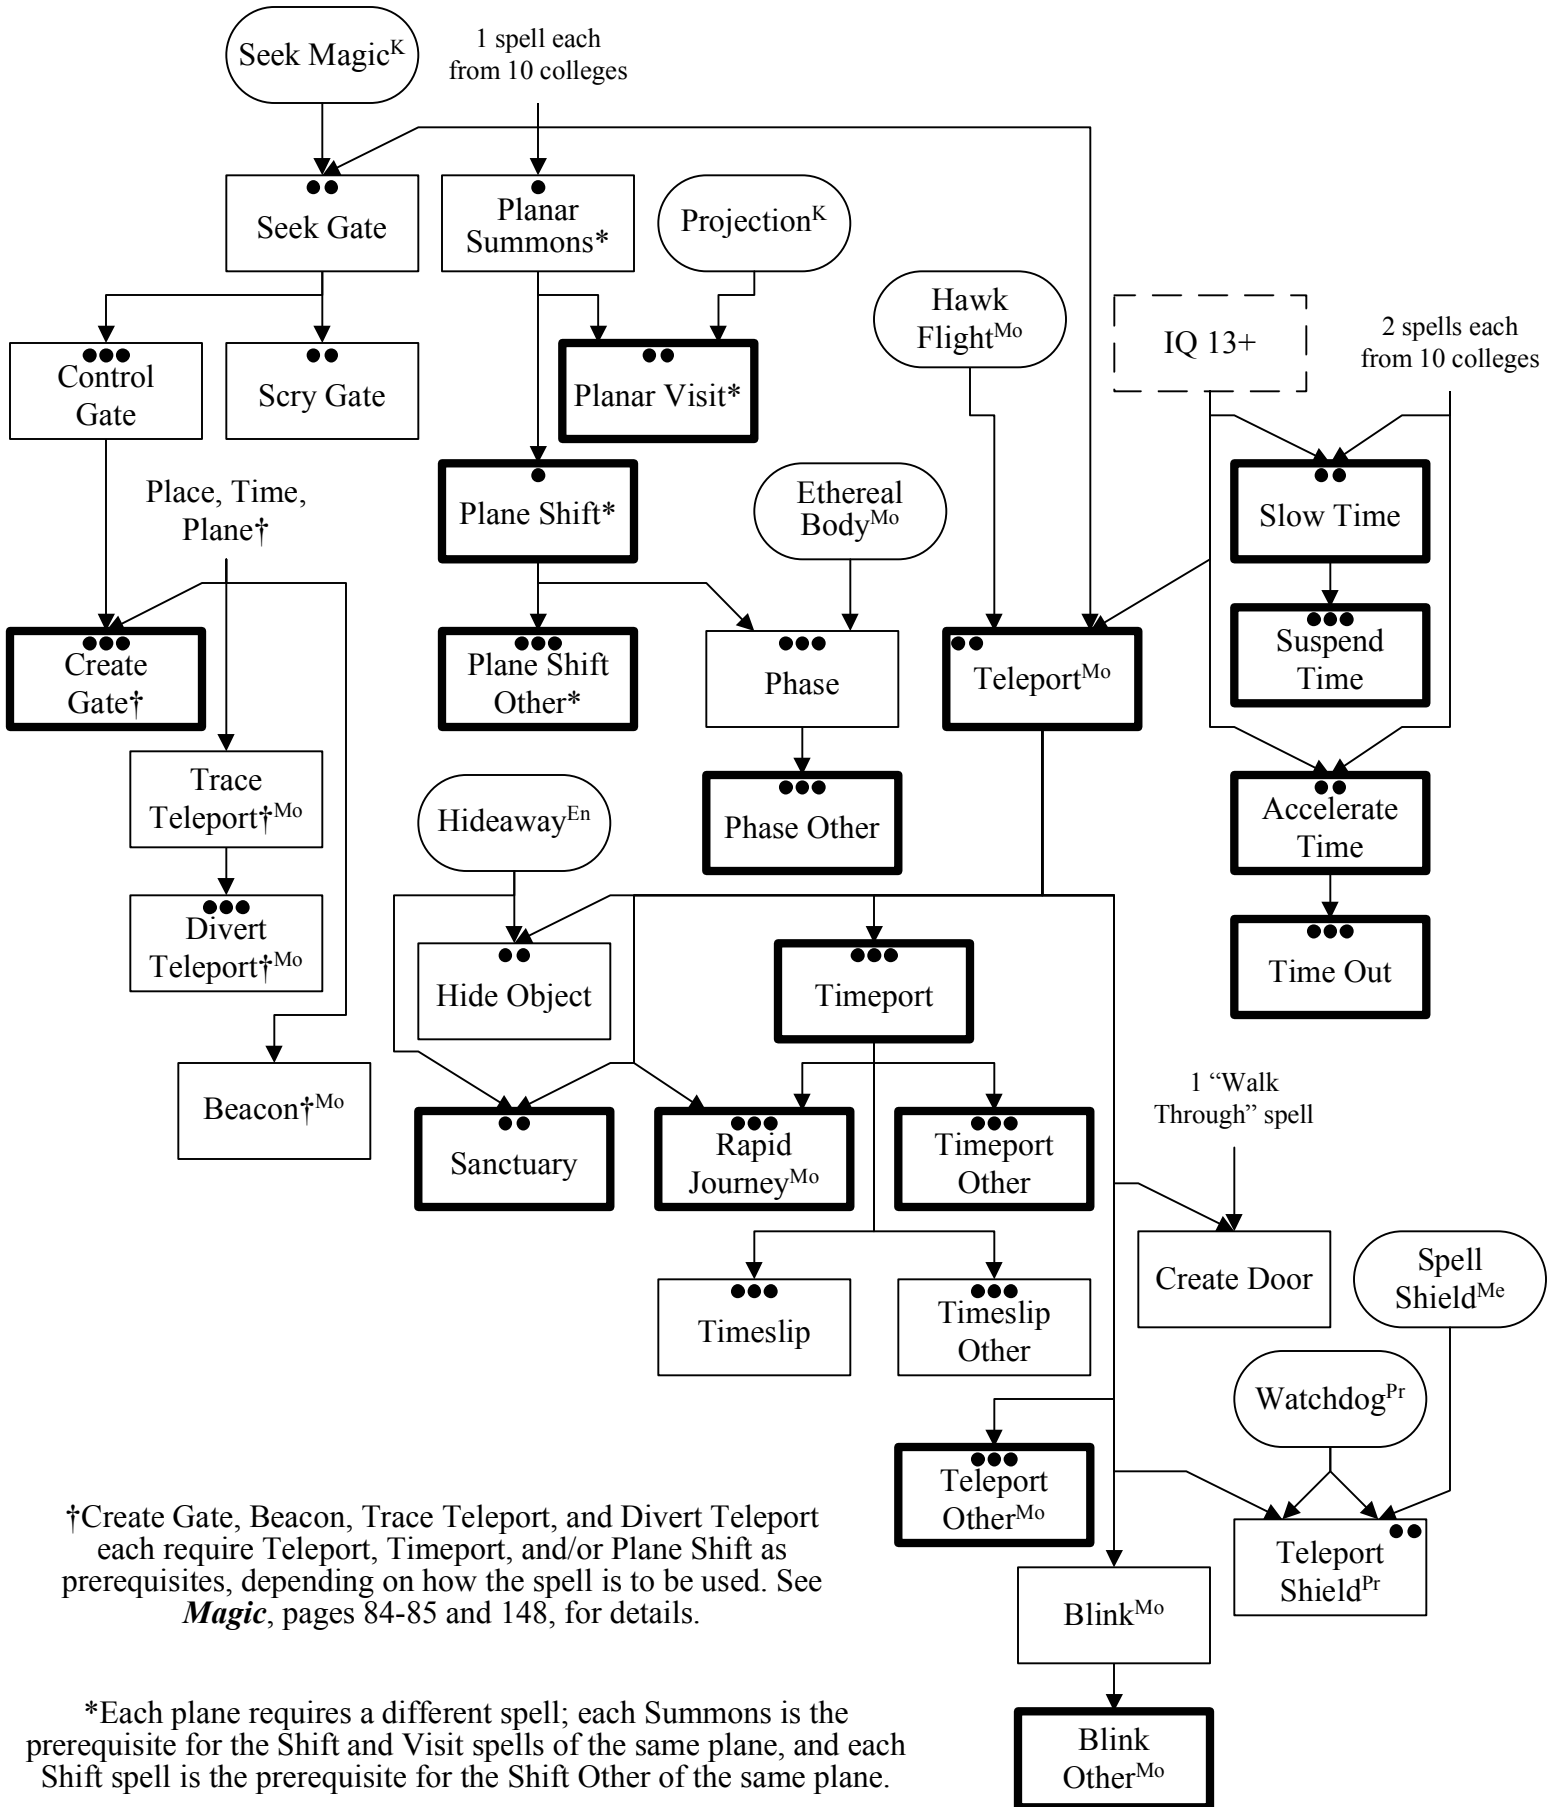 Seek Magic^K
1 spell each
from 10 colleges
Seek Gate
Planar
Summons*
Projection^K
Hawk
Flight^Mo
IQ 13+
2 spells each
from 10 colleges
Control
Gate
Scry Gate
Planar Visit*
Place, Time,
Plane†
Plane Shift*
Ethereal
Body^Mo
Slow Time
Create
Gate†
Plane Shift
Other*
Phase
Teleport^Mo
Suspend
Time
Trace
Teleport†^Mo
Hideaway^En
Phase Other
Accelerate
Time
Divert
Teleport†^Mo
Hide Object
Timeport
Time Out
Beacon†^Mo
Sanctuary
Rapid
Journey^Mo
Timeport
Other
1 “Walk
Through” spell
Timeslip
Timeslip
Other
Create Door
Spell
Shield^Me
Watchdog^Pr
Teleport
Other^Mo
Teleport
Shield^Pr
†Create Gate, Beacon, Trace Teleport, and Divert Teleport
each require Teleport, Timeport, and/or Plane Shift as
prerequisites, depending on how the spell is to be used. See
Magic, pages 84-85 and 148, for details.
Blink^Mo
*Each plane requires a different spell; each Summons is the
prerequisite for the Shift and Visit spells of the same plane, and each
Shift spell is the prerequisite for the Shift Other of the same plane.
Blink
Other^Mo